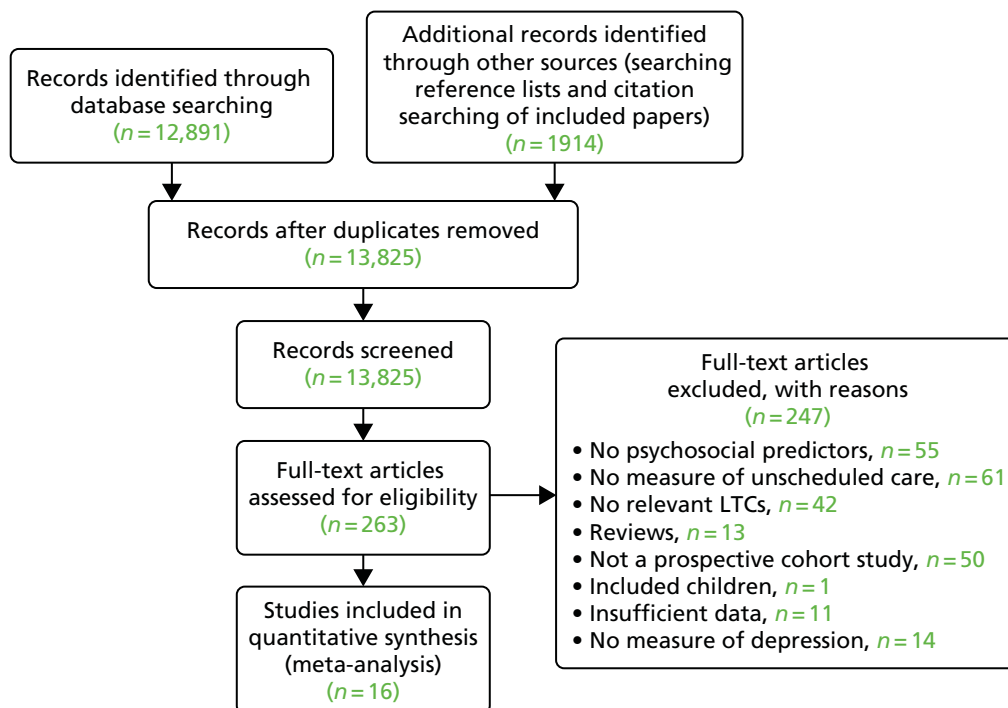 Records identified through
database searching
(n = 12,891)
Additional records identified
through other sources (searching
reference lists and citation
searching of included papers)
(n = 1914)
Records after duplicates removed
(n = 13,825)
Records screened
(n = 13,825)
Full-text articles
assessed for eligibility
(n = 263)
Full-text articles
excluded, with reasons
(n = 247)
• No psychosocial predictors, n = 55
• No measure of unscheduled care, n = 61
• No relevant LTCs, n = 42
• Reviews, n = 13
• Not a prospective cohort study, n = 50
• Included children, n = 1
• Insufficient data, n = 11
• No measure of depression, n = 14
Studies included in
quantitative synthesis
(meta-analysis)
(n = 16)